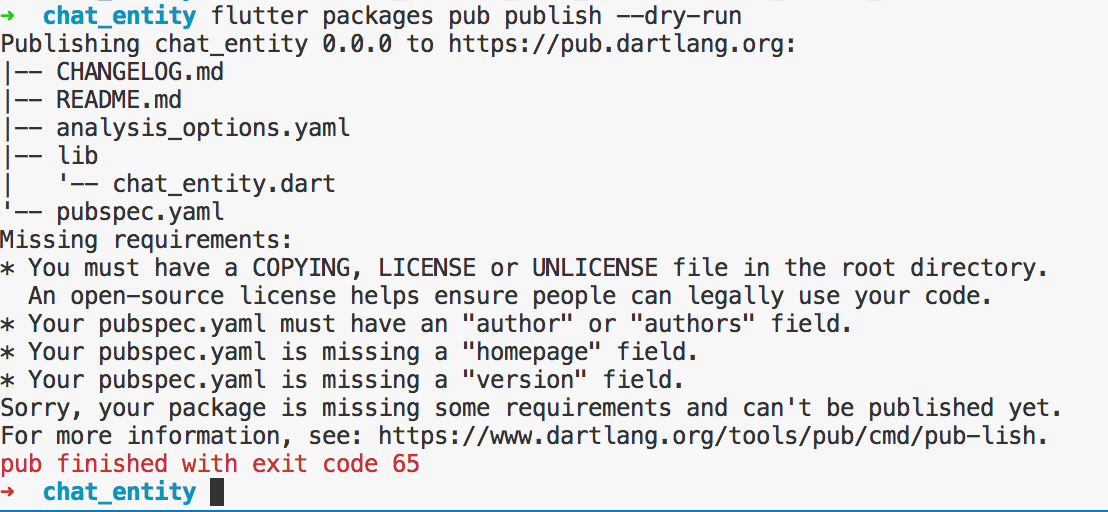 → chat_entity flutter packages pub publish --dry-run
Publishing chat_entity 0.0.0 to https://pub.dartlang.org:
|-- CHANGELOG.md
|-- README.md
|-- analysis_options.yaml
|-- lib
|   '-- chat_entity.dart
'-- pubspec.yaml
Missing requirements:
* You must have a COPYING, LICENSE or UNLICENSE file in the root directory.
  An open-source license helps ensure people can legally use your code.
* Your pubspec.yaml must have an "author" or "authors" field.
* Your pubspec.yaml is missing a "homepage" field.
* Your pubspec.yaml is missing a "version" field.
Sorry, your package is missing some requirements and can't be published yet.
For more information, see: https://www.dartlang.org/tools/pub/cmd/pub-lish.
pub finished with exit code 65
→ chat_entity